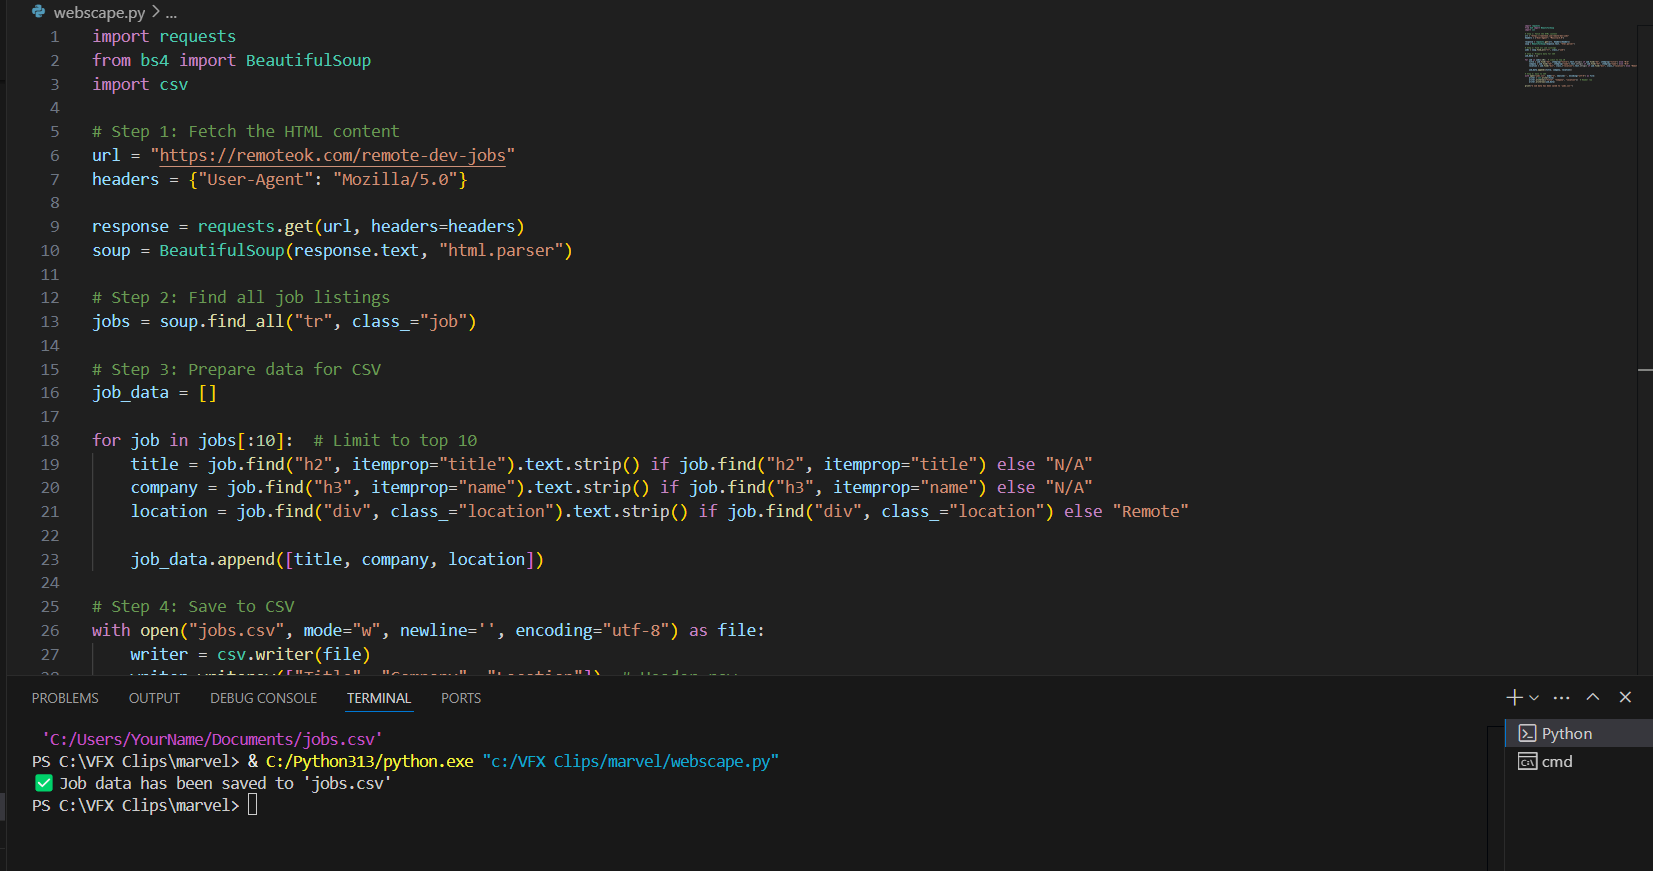 webscape.py > ...
1 import requests
2 from bs4 import BeautifulSoup
3 import csv
4
5 # Step 1: Fetch the HTML content
6 url = "https://remoteok.com/remote-dev-jobs"
7 headers = {"User-Agent": "Mozilla/5.0"}
8
9 response = requests.get(url, headers=headers)
10 soup = BeautifulSoup(response.text, "html.parser")
11
12 # Step 2: Find all job listings
13 jobs = soup.find_all("tr", class_="job")
14
15 # Step 3: Prepare data for CSV
16 job_data = []
17
18 for job in jobs[:10]:  # Limit to top 10
19     title = job.find("h2", itemprop="title").text.strip() if job.find("h2", itemprop="title") else "N/A"
20     company = job.find("h3", itemprop="name").text.strip() if job.find("h3", itemprop="name") else "N/A"
21     location = job.find("div", class_="location").text.strip() if job.find("div", class_="location") else "Remote"
22
23     job_data.append([title, company, location])
24
25 # Step 4: Save to CSV
26 with open("jobs.csv", mode="w", newline='', encoding="utf-8") as file:
27     writer = csv.writer(file)
28     writer.writerow(["Title", "Company", "Location"])  # Header row
PROBLEMS OUTPUT DEBUG CONSOLE TERMINAL PORTS
'C:/Users/YourName/Documents/jobs.csv'
PS C:\VFX Clips\marvel> & C:/Python313/python.exe "c:/VFX Clips/marvel/webscape.py"
✅ Job data has been saved to 'jobs.csv'
PS C:\VFX Clips\marvel>
Python
cmd